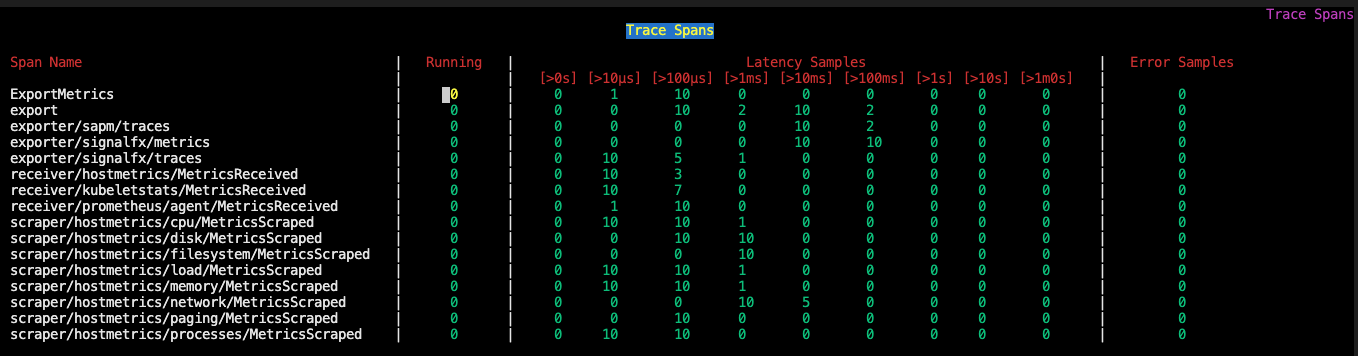 Trace Spans
Trace Spans
Span Name | Running | Latency Samples | Error Samples
| | [>0s] [>10μs] [>100μs] [>1ms] [>10ms] [>100ms] [>1s] [>10s] [>1m0s] |
ExportMetrics | 0 | 0 1 10 0 0 0 0 0 0 | 0
export | 0 | 0 0 10 2 10 2 0 0 0 | 0
exporter/sapm/traces | 0 | 0 0 0 0 10 2 0 0 0 | 0
exporter/signalfx/metrics | 0 | 0 0 0 0 10 10 0 0 0 | 0
exporter/signalfx/traces | 0 | 0 10 5 1 0 0 0 0 0 | 0
receiver/hostmetrics/MetricsReceived | 0 | 0 10 3 0 0 0 0 0 0 | 0
receiver/kubeletstats/MetricsReceived | 0 | 0 10 7 0 0 0 0 0 0 | 0
receiver/prometheus/agent/MetricsReceived | 0 | 0 1 10 0 0 0 0 0 0 | 0
scraper/hostmetrics/cpu/MetricsScraped | 0 | 0 10 10 1 0 0 0 0 0 | 0
scraper/hostmetrics/disk/MetricsScraped | 0 | 0 0 10 10 0 0 0 0 0 | 0
scraper/hostmetrics/filesystem/MetricsScraped | 0 | 0 0 0 10 0 0 0 0 0 | 0
scraper/hostmetrics/load/MetricsScraped | 0 | 0 10 10 1 0 0 0 0 0 | 0
scraper/hostmetrics/memory/MetricsScraped | 0 | 0 10 10 1 0 0 0 0 0 | 0
scraper/hostmetrics/network/MetricsScraped | 0 | 0 0 0 10 5 0 0 0 0 | 0
scraper/hostmetrics/paging/MetricsScraped | 0 | 0 0 10 0 0 0 0 0 0 | 0
scraper/hostmetrics/processes/MetricsScraped | 0 | 0 10 10 0 0 0 0 0 0 | 0